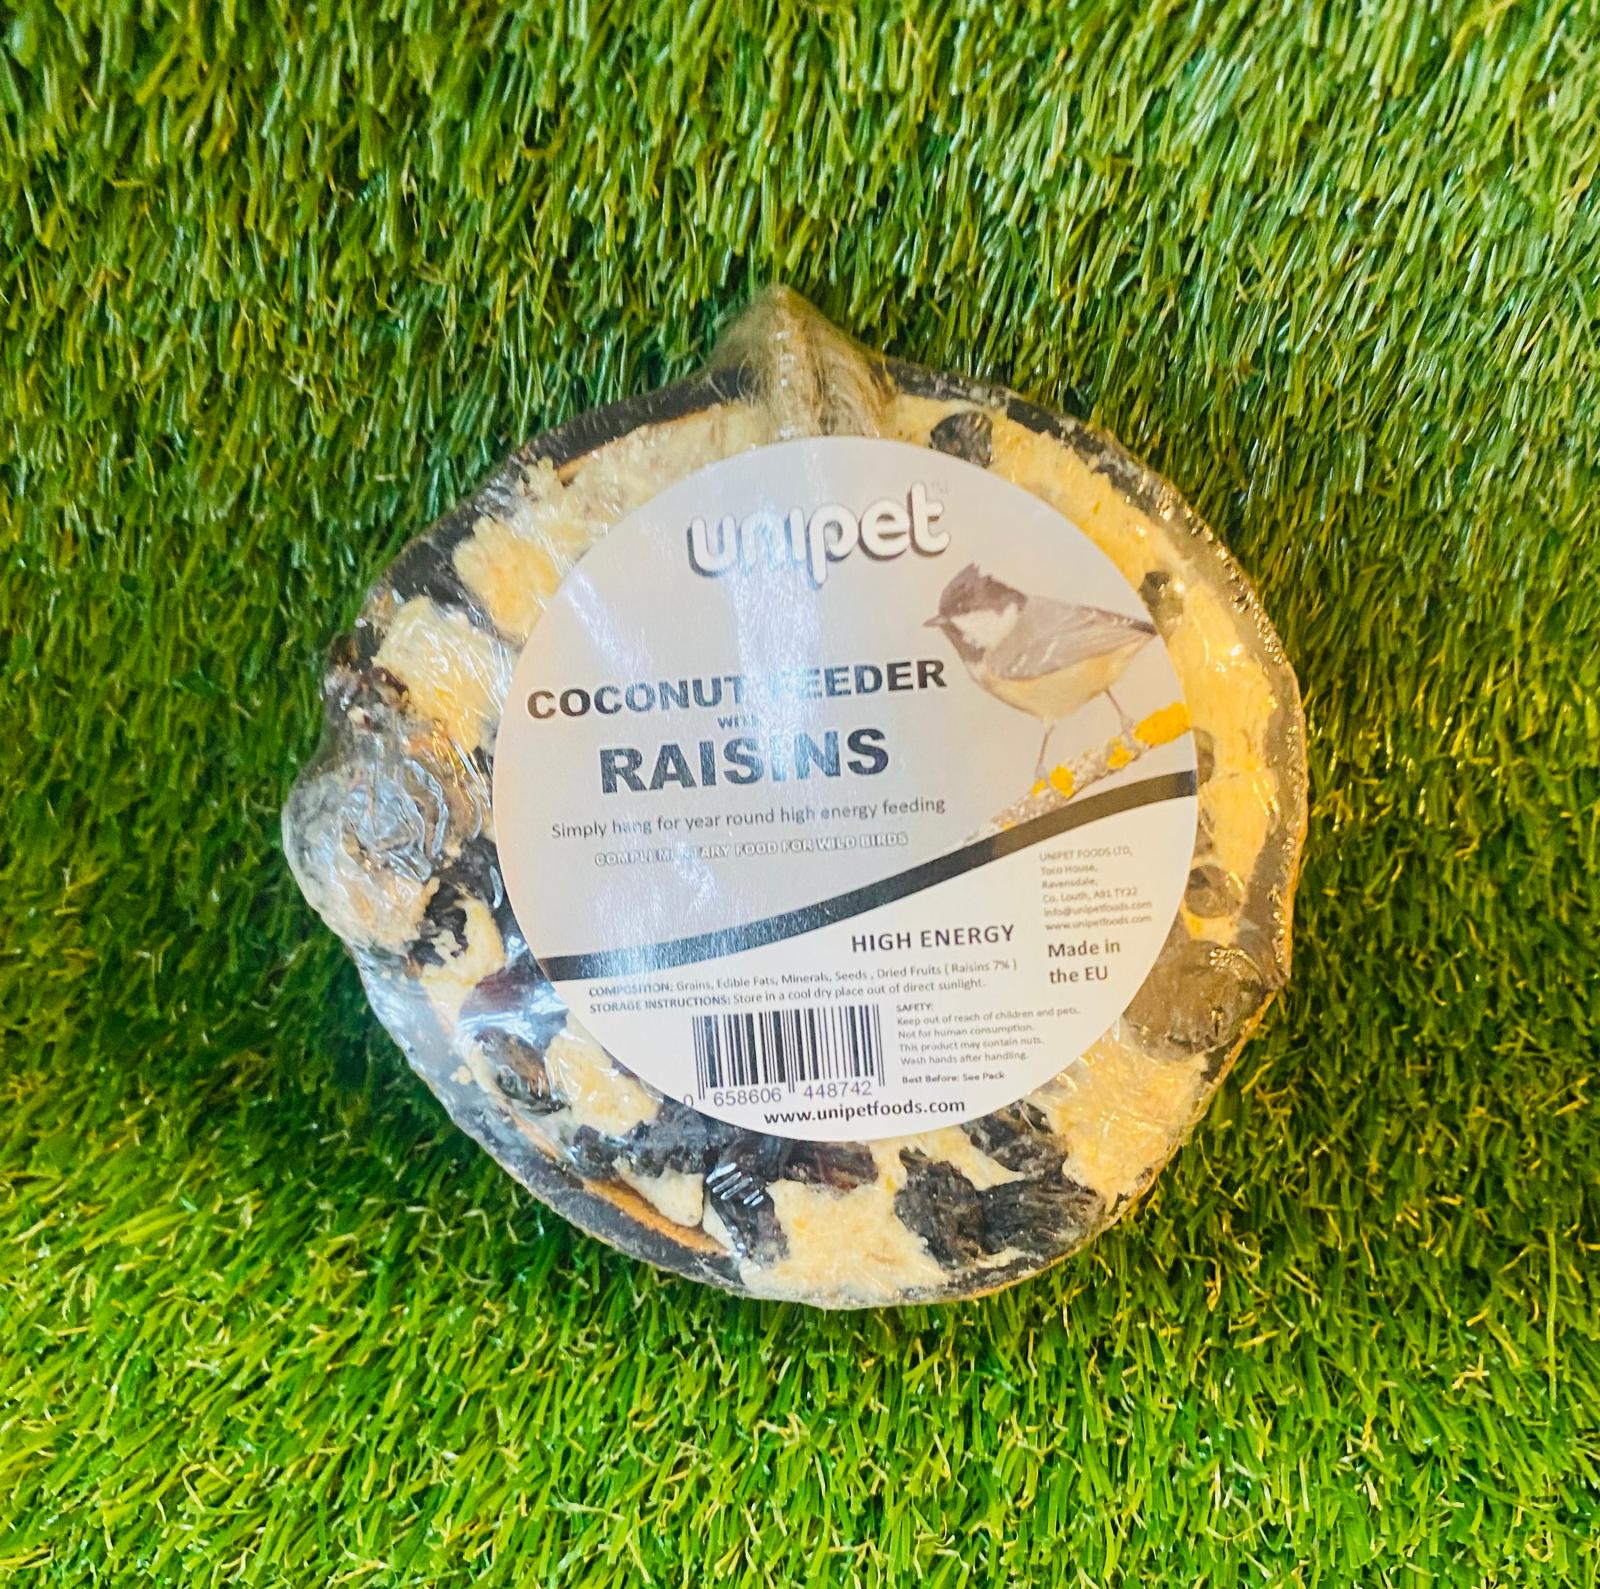 unipet
COCONUT FEEDER
WITH
RAISINS
Simply hang for year round high energy feeding
COMPLEMENTARY FOOD FOR WILD BIRDS
UNIPET FOODS LTD,
Toco House,
Ravensdale,
Co. Louth, A91 TY22
info@unipetfoods.com
www.unipetfoods.com
HIGH ENERGY
Made in
the EU
COMPOSITION: Grains, Edible Fats, Minerals, Seeds , Dried Fruits ( Raisins 7% )
STORAGE INSTRUCTIONS: Store in a cool dry place out of direct sunlight.
SAFETY:
Keep out of reach of children and pets.
Not for human consumption.
This product may contain nuts.
Wash hands after handling.
Best Before: See Pack
0 658606 448742
www.unipetfoods.com